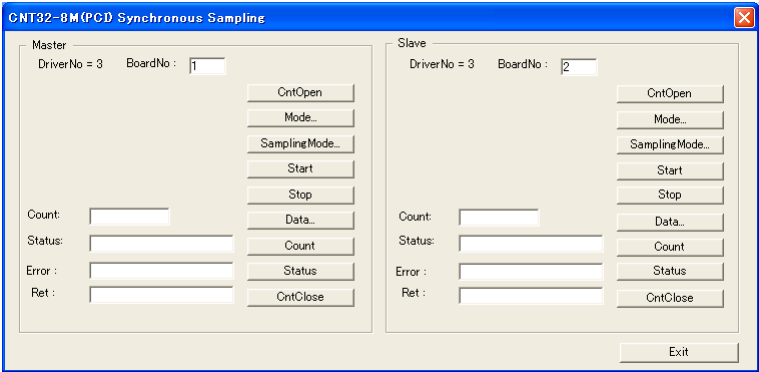 CNT32-8M(PCI) Synchronous Sampling
Master
DriverNo = 3 BoardNo : 1
CntOpen
Mode...
SamplingMode...
Start
Stop
Count: Data...
Status: Count
Error : Status
Ret : CntClose
Slave
DriverNo = 3 BoardNo : 2
CntOpen
Mode...
SamplingMode...
Start
Stop
Count: Data...
Status: Count
Error : Status
Ret : CntClose
Exit